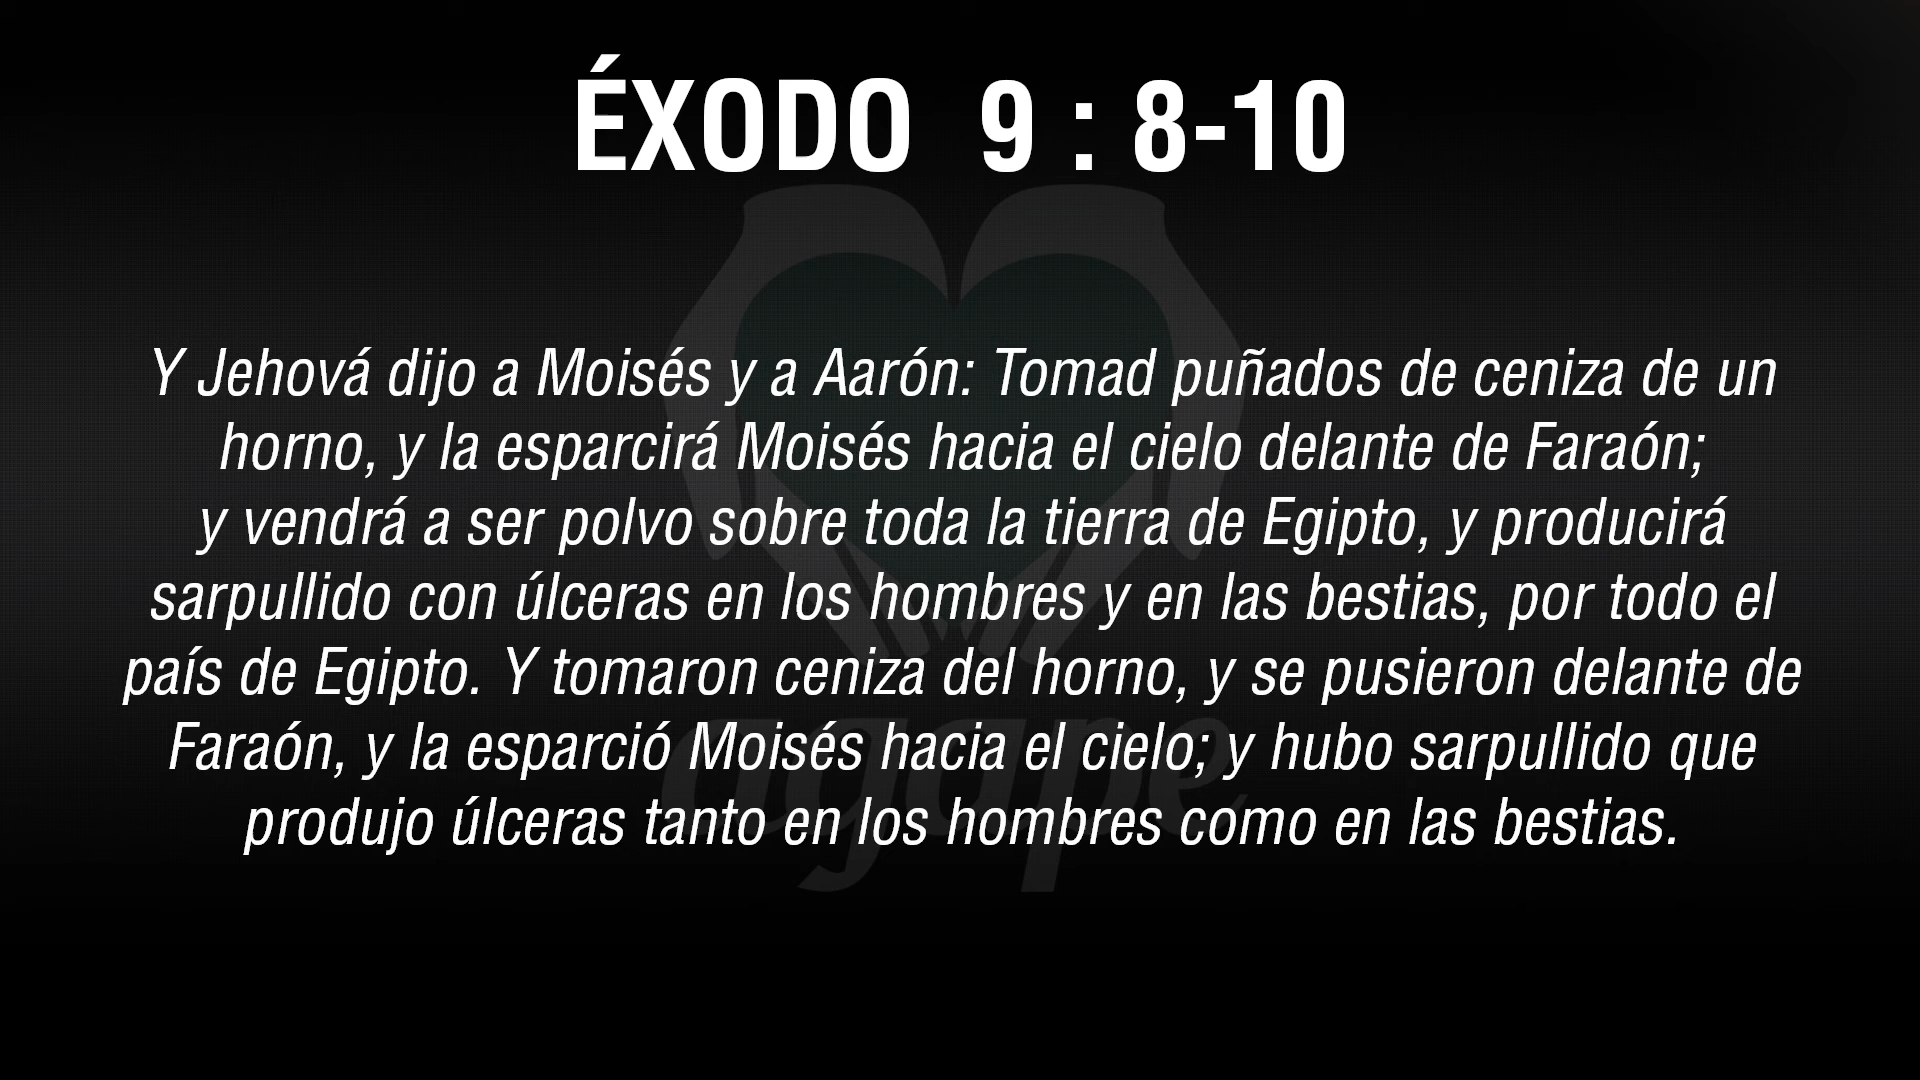 ÉXODO 9 : 8-10
Y Jehová dijo a Moisés y a Aarón: Tomad puñados de ceniza de un
horno, y la esparcirá Moisés hacia el cielo delante de Faraón;
y vendrá a ser polvo sobre toda la tierra de Egipto, y producirá
sarpullido con úlceras en los hombres y en las bestias, por todo el
país de Egipto. Y tomaron ceniza del horno, y se pusieron delante de
Faraón, y la esparció Moisés hacia el cielo; y hubo sarpullido que
produjo úlceras tanto en los hombres como en las bestias.
agape